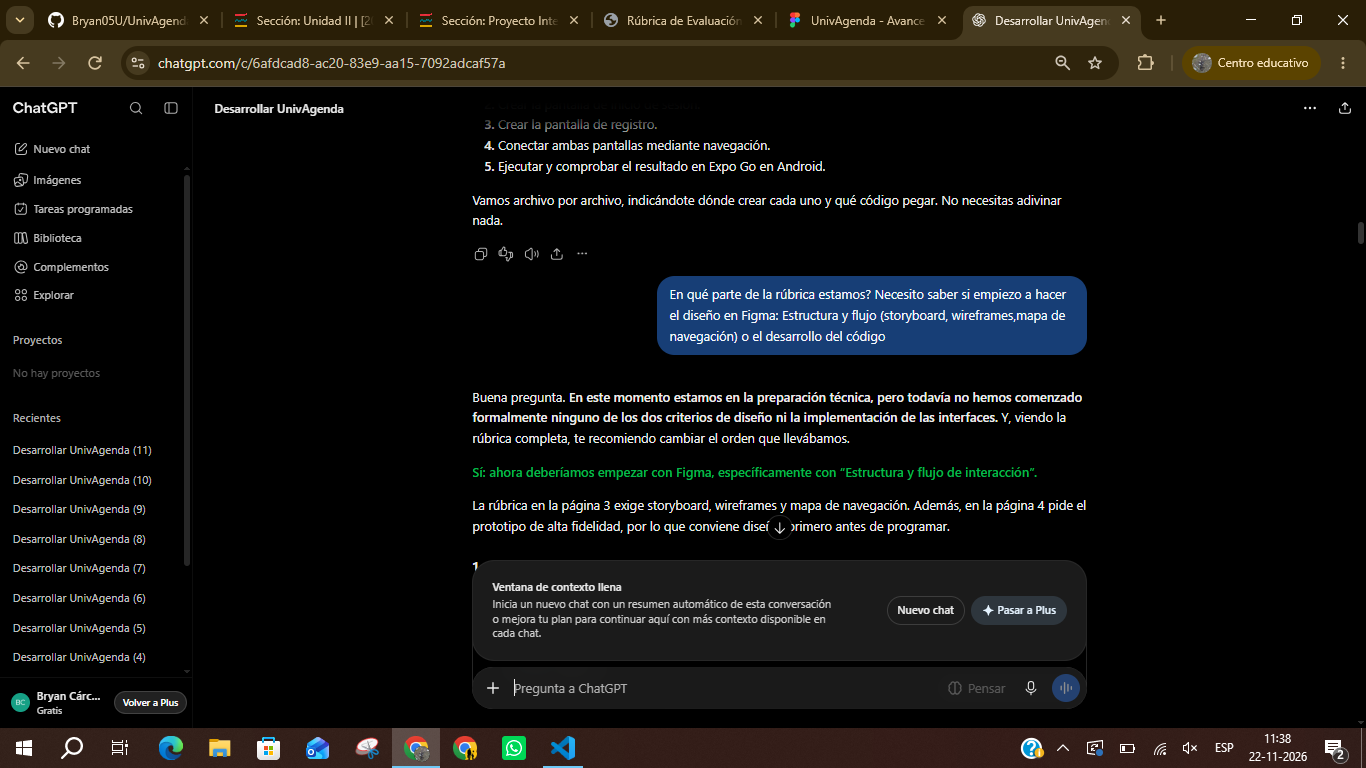 Bryan05U/UnivAgenda
Sección: Unidad II | [20
Sección: Proyecto Inte
Rúbrica de Evaluación
UnivAgenda - Avance
Desarrollar UnivAgend
chatgpt.com/c/6afdcad8-ac20-83e9-aa15-7092adcaf57a
Centro educativo
ChatGPT
Nuevo chat
Imágenes
Tareas programadas
Biblioteca
Complementos
Explorar
Proyectos
No hay proyectos
Recientes
Desarrollar UnivAgenda (11)
Desarrollar UnivAgenda (10)
Desarrollar UnivAgenda (9)
Desarrollar UnivAgenda (8)
Desarrollar UnivAgenda (7)
Desarrollar UnivAgenda (6)
Desarrollar UnivAgenda (5)
Desarrollar UnivAgenda (4)
Bryan Cárc...
Gratis
Volver a Plus
Desarrollar UnivAgenda
3. Crear la pantalla de registro.
4. Conectar ambas pantallas mediante navegación.
5. Ejecutar y comprobar el resultado en Expo Go en Android.
Vamos archivo por archivo, indicándote dónde crear cada uno y qué código pegar. No necesitas adivinar
nada.
En qué parte de la rúbrica estamos? Necesito saber si empiezo a hacer
el diseño en Figma: Estructura y flujo (storyboard, wireframes,mapa de
navegación) o el desarrollo del código
Buena pregunta. En este momento estamos en la preparación técnica, pero todavía no hemos comenzado
formalmente ninguno de los dos criterios de diseño ni la implementación de las interfaces. Y, viendo la
rúbrica completa, te recomiendo cambiar el orden que llevábamos.
Sí: ahora deberíamos empezar con Figma, específicamente con “Estructura y flujo de interacción”.
La rúbrica en la página 3 exige storyboard, wireframes y mapa de navegación. Además, en la página 4 pide el
prototipo de alta fidelidad, por lo que conviene diseñ primero antes de programar.
1
Ventana de contexto llena
Inicia un nuevo chat con un resumen automático de esta conversación
o mejora tu plan para continuar aquí con más contexto disponible en
cada chat.
Nuevo chat
Pasar a Plus
Pregunta a ChatGPT
Pensar
ESP
11:38
22-11-2026
2